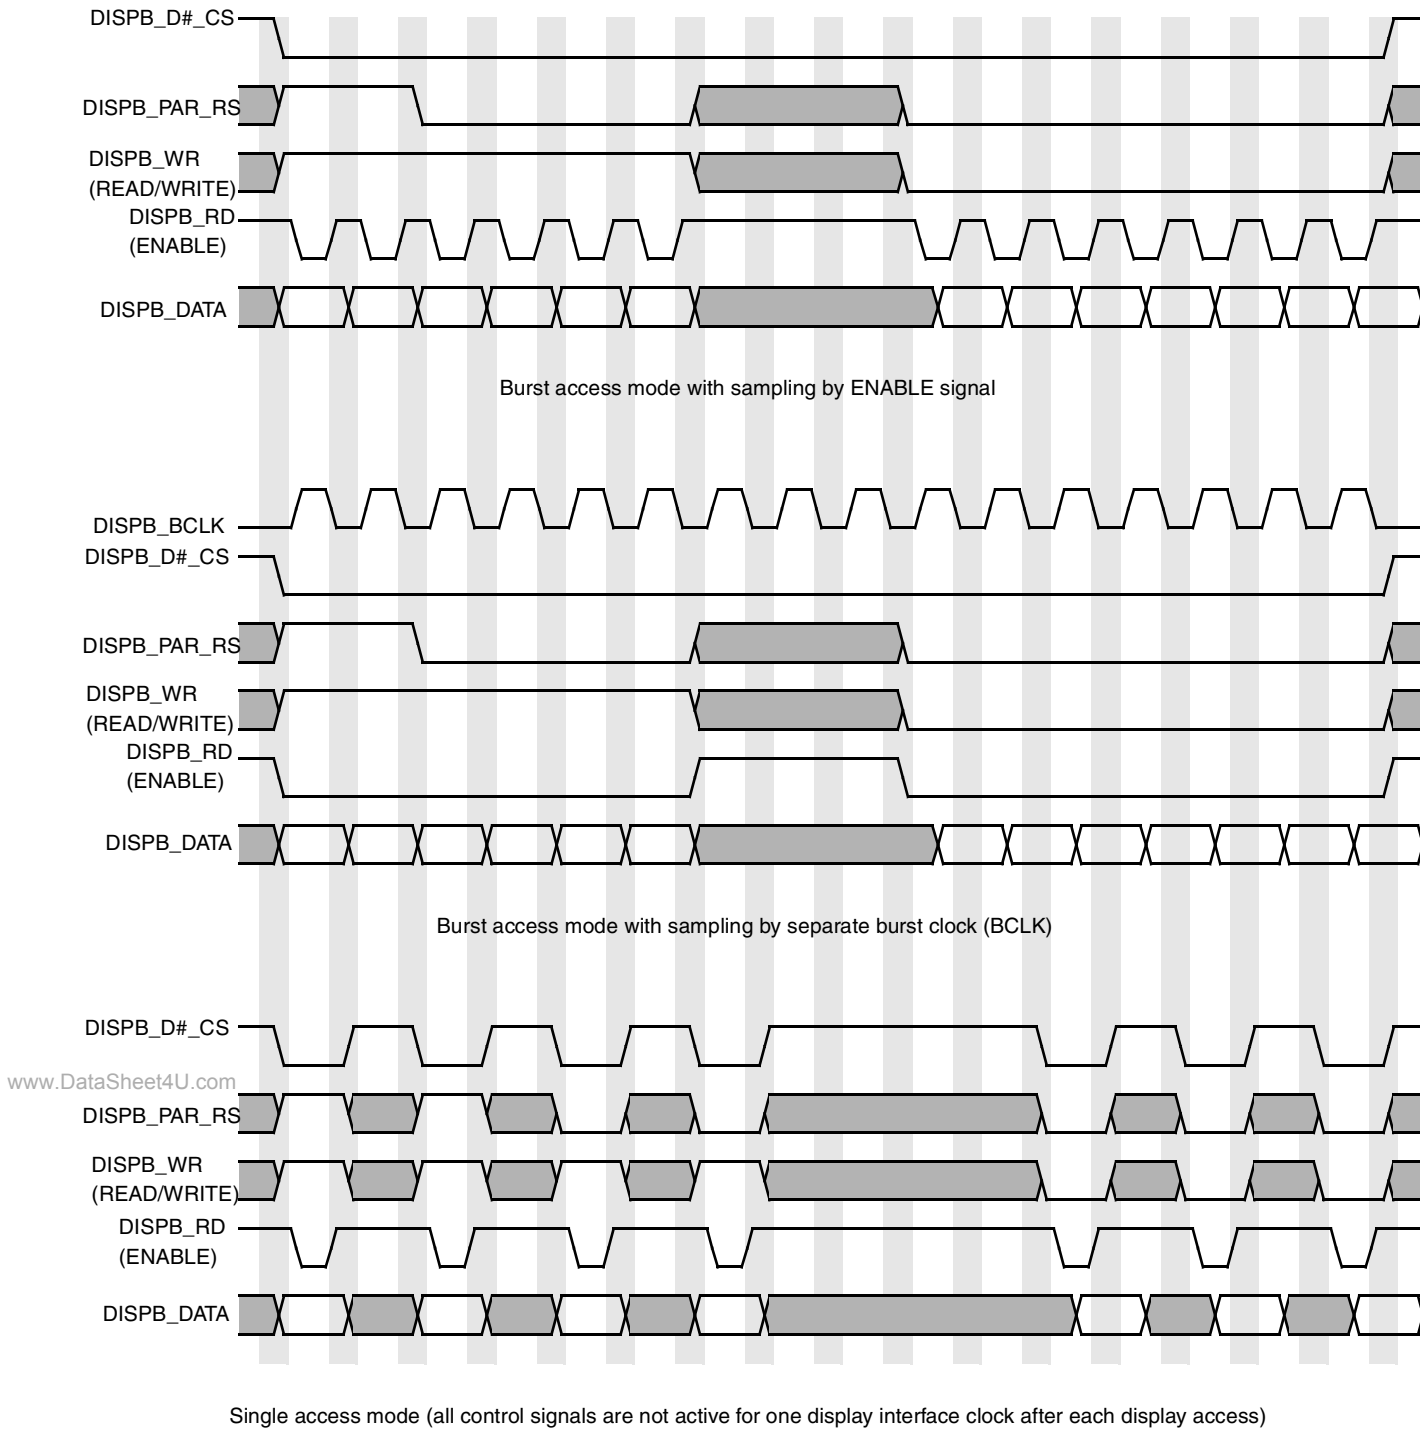 DISPB_D#_CS
DISPB_PAR_RS
DISPB_WR
(READ/WRITE)
DISPB_RD
(ENABLE)
DISPB_DATA
Burst access mode with sampling by ENABLE signal
DISPB_BCLK
DISPB_D#_CS
DISPB_PAR_RS
DISPB_WR
(READ/WRITE)
DISPB_RD
(ENABLE)
DISPB_DATA
Burst access mode with sampling by separate burst clock (BCLK)
DISPB_D#_CS
www.DataSheet4U.com
DISPB_PAR_RS
DISPB_WR
(READ/WRITE)
DISPB_RD
(ENABLE)
DISPB_DATA
Single access mode (all control signals are not active for one display interface clock after each display access)